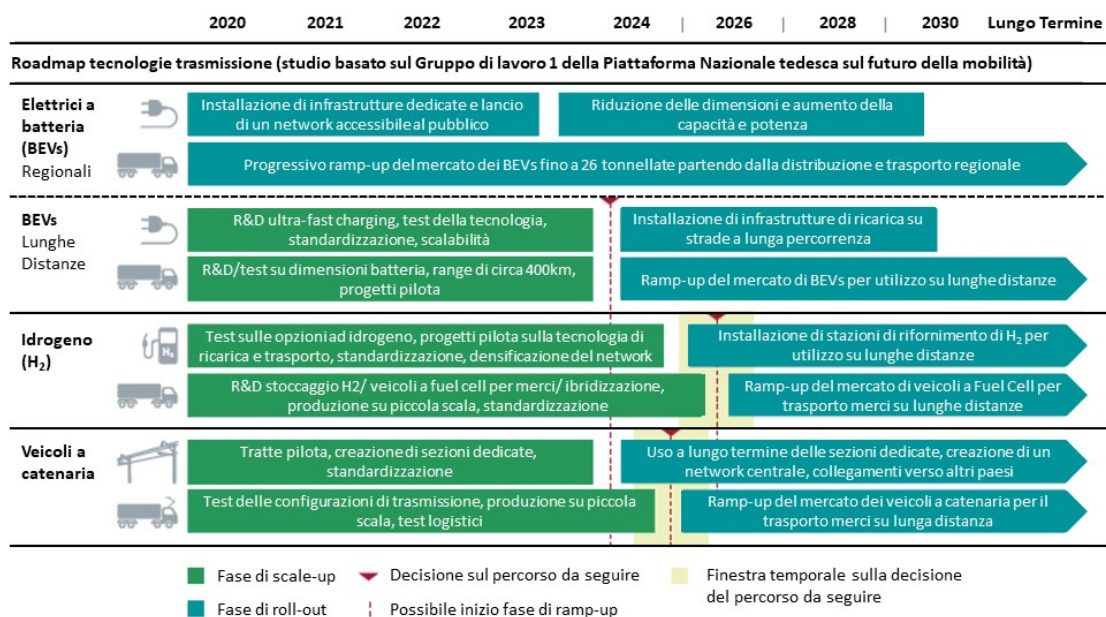 2020 2021 2022 2023 2024 | 2026 | 2028 | 2030 Lungo Termine
Roadmap tecnologie trasmissione (studio basato sul Gruppo di lavoro 1 della Piattaforma Nazionale tedesca sul futuro della mobilità)
Elettrici a
batteria
(BEVs)
Regionali
Installazione di infrastrutture dedicate e lancio
di un network accessibile al pubblico
Riduzione delle dimensioni e aumento della
capacità e potenza
Progressivo ramp-up del mercato dei BEVs fino a 26 tonnellate partendo dalla distribuzione e trasporto regionale
BEVs
Lunghe
Distanze
R&D ultra-fast charging, test della tecnologia,
standardizzazione, scalabilità
Installazione di infrastrutture di ricarica su
strade a lunga percorrenza
R&D/test su dimensioni batteria, range di circa 400km,
progetti pilota
Ramp-up del mercato di BEVs per utilizzo su lunghe distanze
Idrogeno
(H₂)
H₂
Test sulle opzioni ad idrogeno, progetti pilota sulla tecnologia di
ricarica e trasporto, standardizzazione, densificazione del network
Installazione di stazioni di rifornimento di H₂ per
utilizzo su lunghe distanze
R&D stoccaggio H2/ veicoli a fuel cell per merci/ ibridizzazione,
produzione su piccola scala, standardizzazione
Ramp-up del mercato di veicoli a Fuel Cell per
trasporto merci su lunghe distanze
Veicoli a
catenaria
Tratte pilota, creazione di sezioni dedicate,
standardizzazione
Uso a lungo termine delle sezioni dedicate, creazione di un
network centrale, collegamenti verso altri paesi
Test delle configurazioni di trasmissione, produzione su piccola
scala, test logistici
Ramp-up del mercato dei veicoli a catenaria per il
trasporto merci su lunga distanza
Fase di scale-up
Decisione sul percorso da seguire
Finestra temporale sulla decisione
del percorso da seguire
Fase di roll-out
Possibile inizio fase di ramp-up